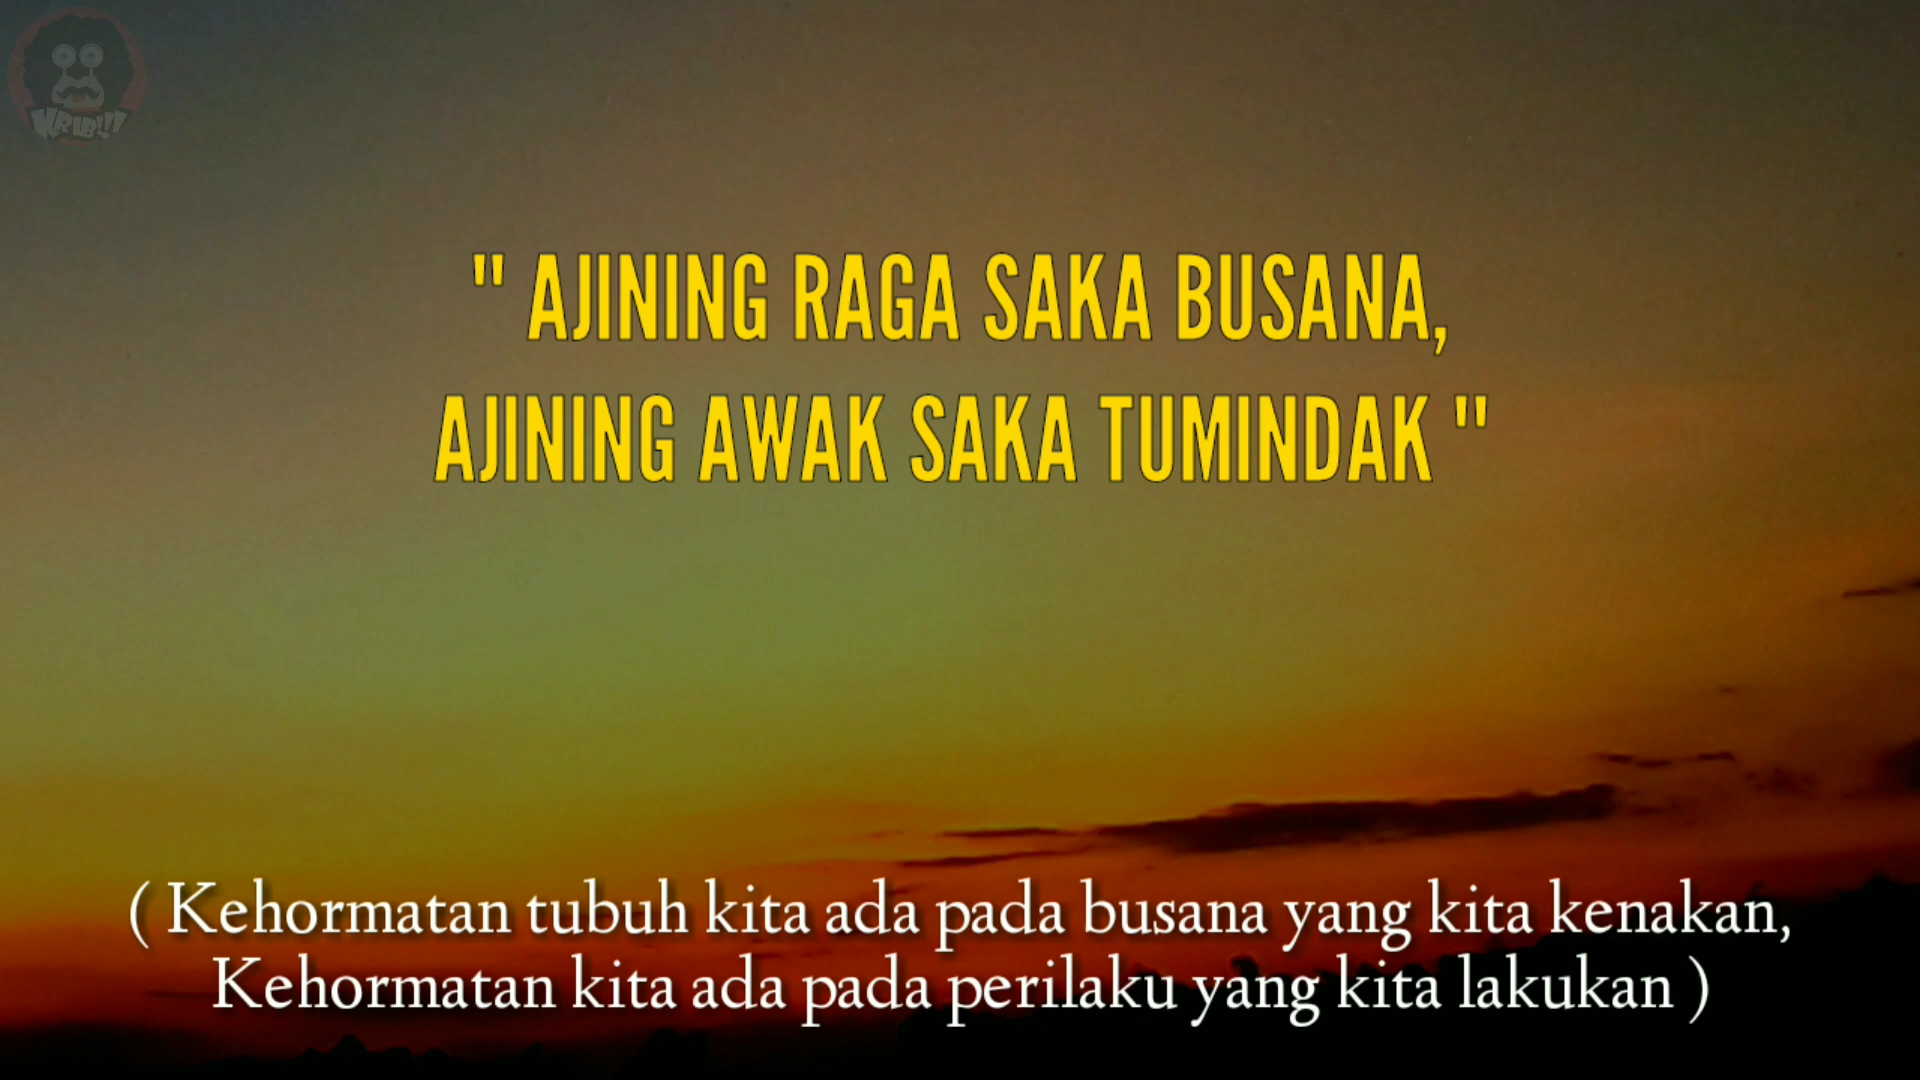 KRIBII!!
" AJINING RAGA SAKA BUSANA,
AJINING AWAK SAKA TUMINDAK "
( Kehormatan tubuh kita ada pada busana yang kita kenakan,
Kehormatan kita ada pada perilaku yang kita lakukan )